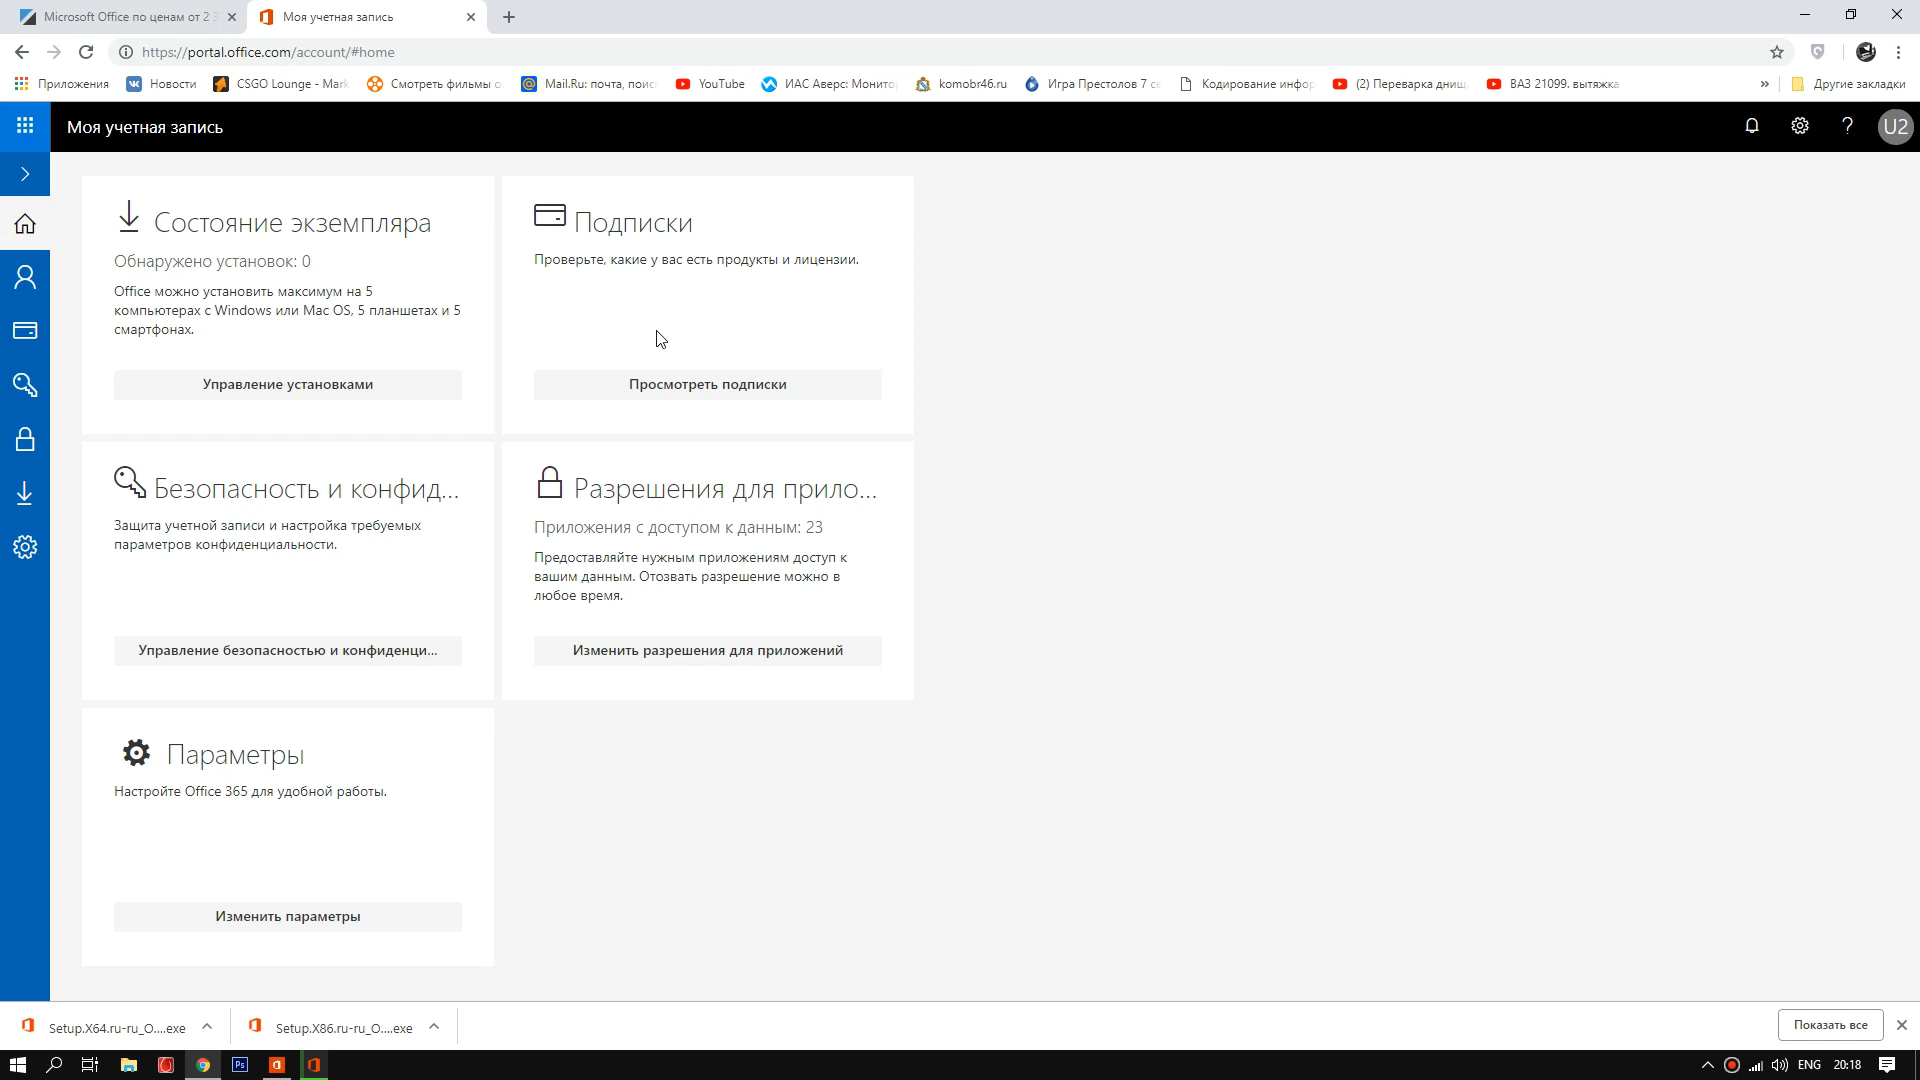 Microsoft Office по ценам от 2 3
Моя учетная запись
https://portal.office.com/account/#home
Приложения
Новости
CSGO Lounge - Mark
Смотреть фильмы о
Mail.Ru: почта, поиск
YouTube
ИАС Аверс: Монитор
komobr46.ru
Игра Престолов 7 се
Кодирование инфор
(2) Переварка днищ
ВАЗ 21099. вытяжка
»
Другие закладки
Моя учетная запись
U2
Состояние экземпляра
Обнаружено установок: 0
Office можно установить максимум на 5
компьютерах с Windows или Mac OS, 5 планшетах и 5
смартфонах.
Управление установками
Подписки
Проверьте, какие у вас есть продукты и лицензии.
Просмотреть подписки
Безопасность и конфид...
Защита учетной записи и настройка требуемых
параметров конфиденциальности.
Управление безопасностью и конфиденци...
Разрешения для прило...
Приложения с доступом к данным: 23
Предоставляйте нужным приложениям доступ к
вашим данным. Отозвать разрешение можно в
любое время.
Изменить разрешения для приложений
Параметры
Настройте Office 365 для удобной работы.
Изменить параметры
Setup.X64.ru-ru_O....exe
Setup.X86.ru-ru_O....exe
Показать все
Ps
ENG
20:18